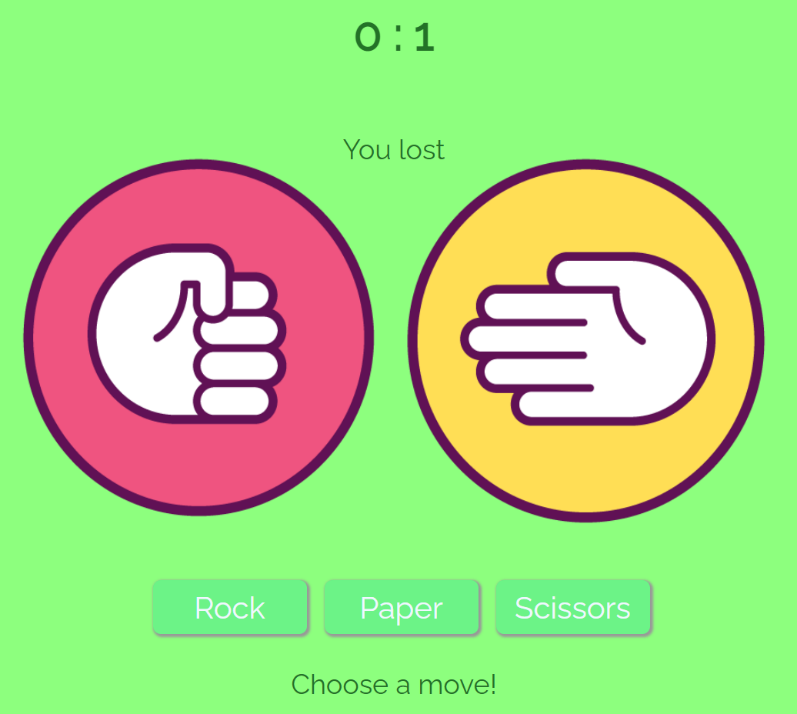 0 : 1
You lost
Rock Paper Scissors
Choose a move!